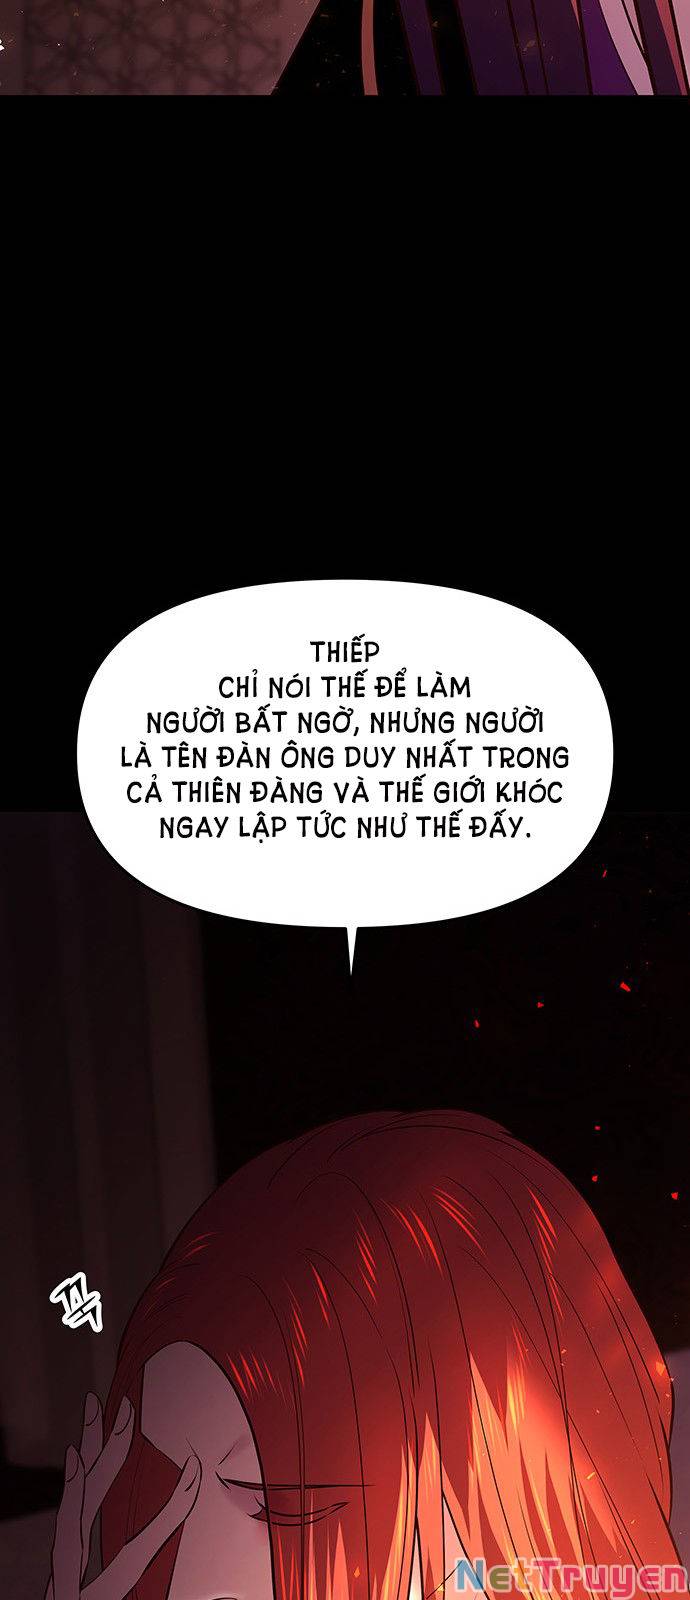 THIẾP
CHỈ NÓI THẾ ĐỂ LÀM
NGƯỜI BẤT NGỜ, NHƯNG NGƯỜI
LÀ TÊN ĐÀN ÔNG DUY NHẤT TRONG
CẢ THIÊN ĐÀNG VÀ THẾ GIỚI KHÓC
NGAY LẬP TỨC NHƯ THẾ ĐẤY.
NetTruyen